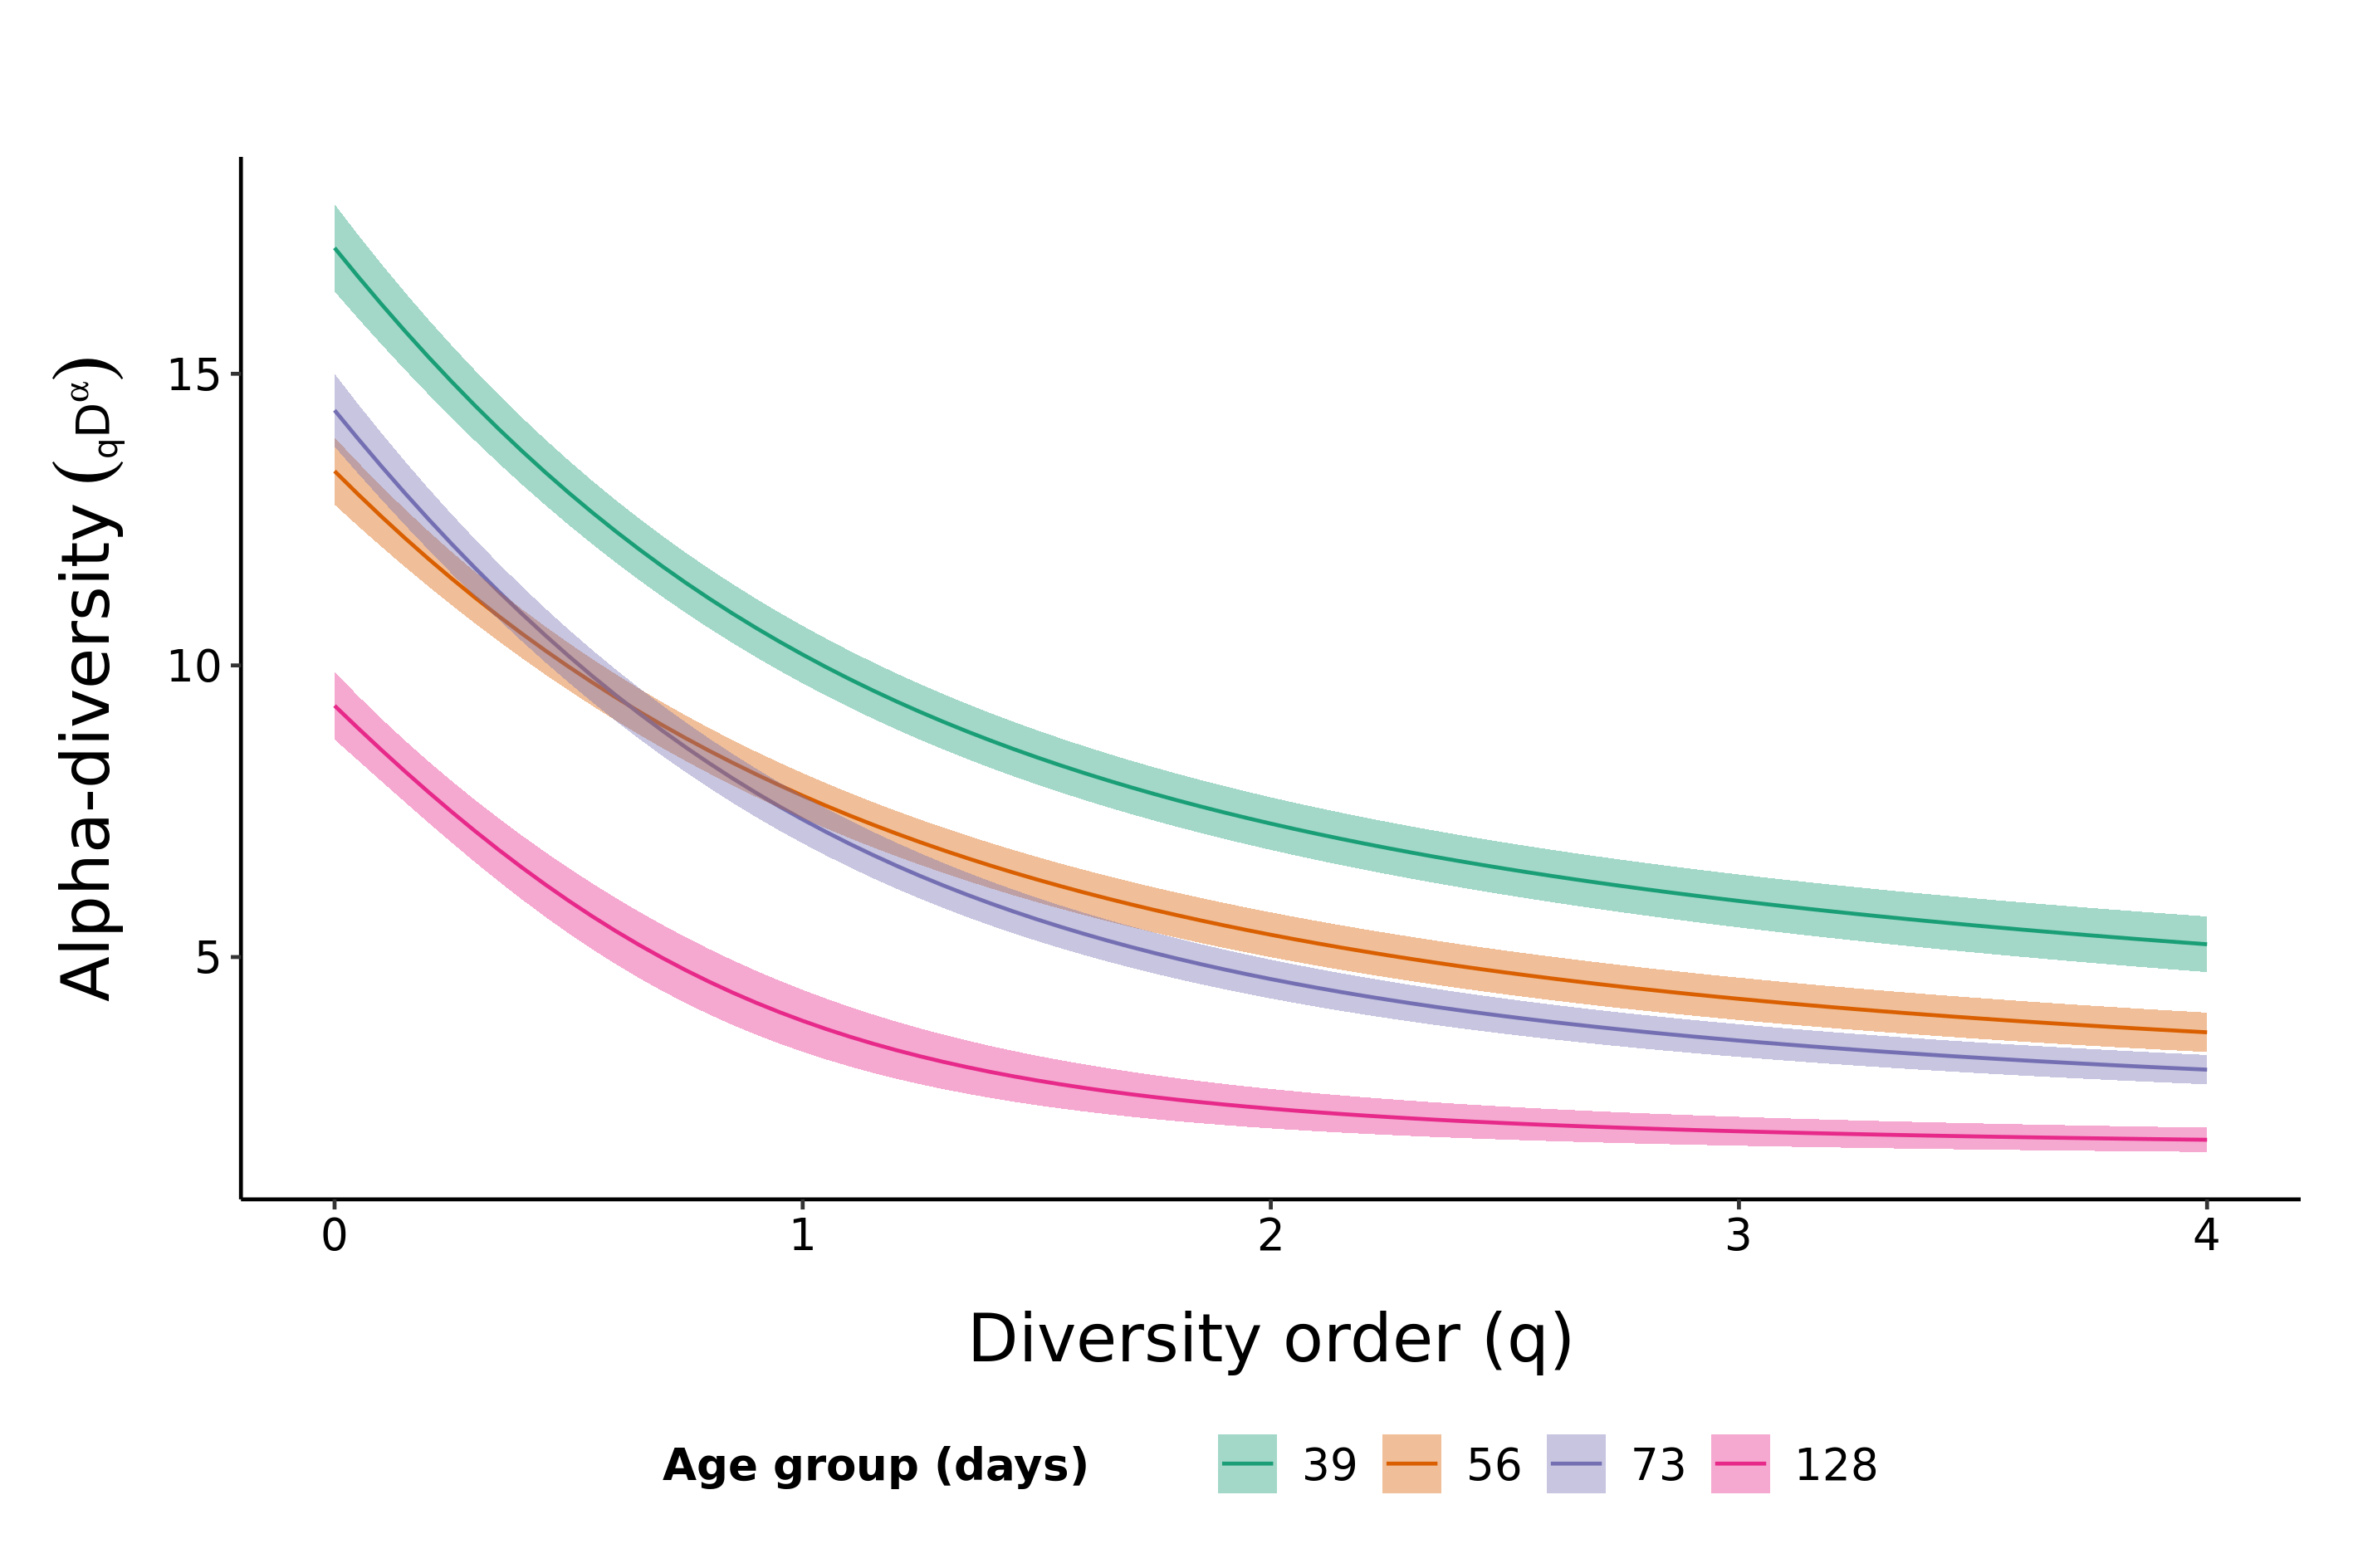 Alpha-diversity (qDα)
15
10
5
0 1 2 3 4
Diversity order (q)
Age group (days) 39 56 73 128